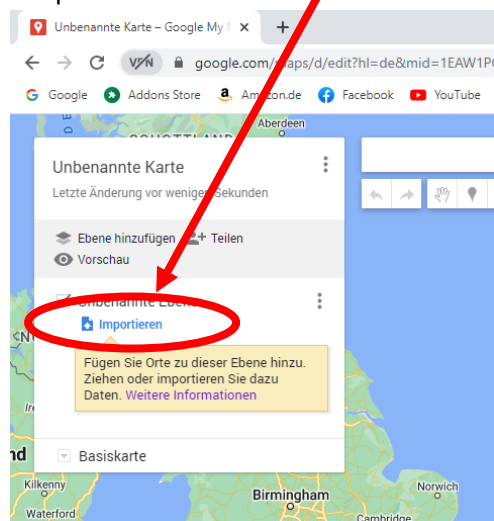 Unbenannte Karte – Google My
google.com/maps/d/edit?hl=de&mid=1EAW1P
Google Addons Store Amazon.de Facebook YouTube
Aberdeen
Unbenannte Karte
Letzte Änderung vor wenigen Sekunden
Ebene hinzufügen Teilen
Vorschau
Unbenannte Ebene
Importieren
Fügen Sie Orte zu dieser Ebene hinzu.
Ziehen oder importieren Sie dazu
Daten. Weitere Informationen
Basiskarte
Kilkenny
Norwich
Birmingham
Waterford
Cambridge